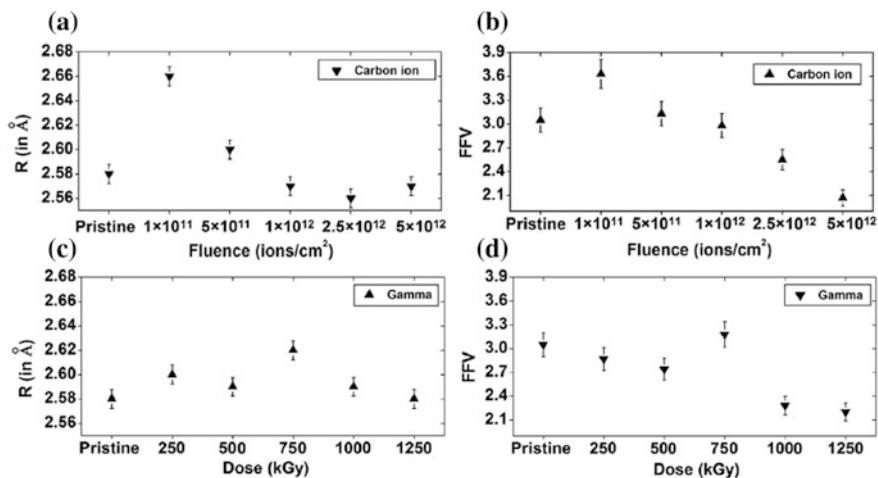 (a)
2.68
2.66
2.64
2.62
2.60
2.58
2.56
R (in Å)
Carbon ion
Pristine 1×10¹¹ 5×10¹¹ 1×10¹² 2.5×10¹² 5×10¹²
Fluence (ions/cm²)
(b)
3.9
3.6
3.3
3.0
2.7
2.4
2.1
FFV
Carbon ion
Pristine 1×10¹¹ 5×10¹¹ 1×10¹² 2.5×10¹² 5×10¹²
Fluence (ions/cm²)
(c)
2.68
2.66
2.64
2.62
2.60
2.58
2.56
R (in Å)
Gamma
Pristine 250 500 750 1000 1250
Dose (kGy)
(d)
3.9
3.6
3.3
3.0
2.7
2.4
2.1
FFV
Gamma
Pristine 250 500 750 1000 1250
Dose (kGy)